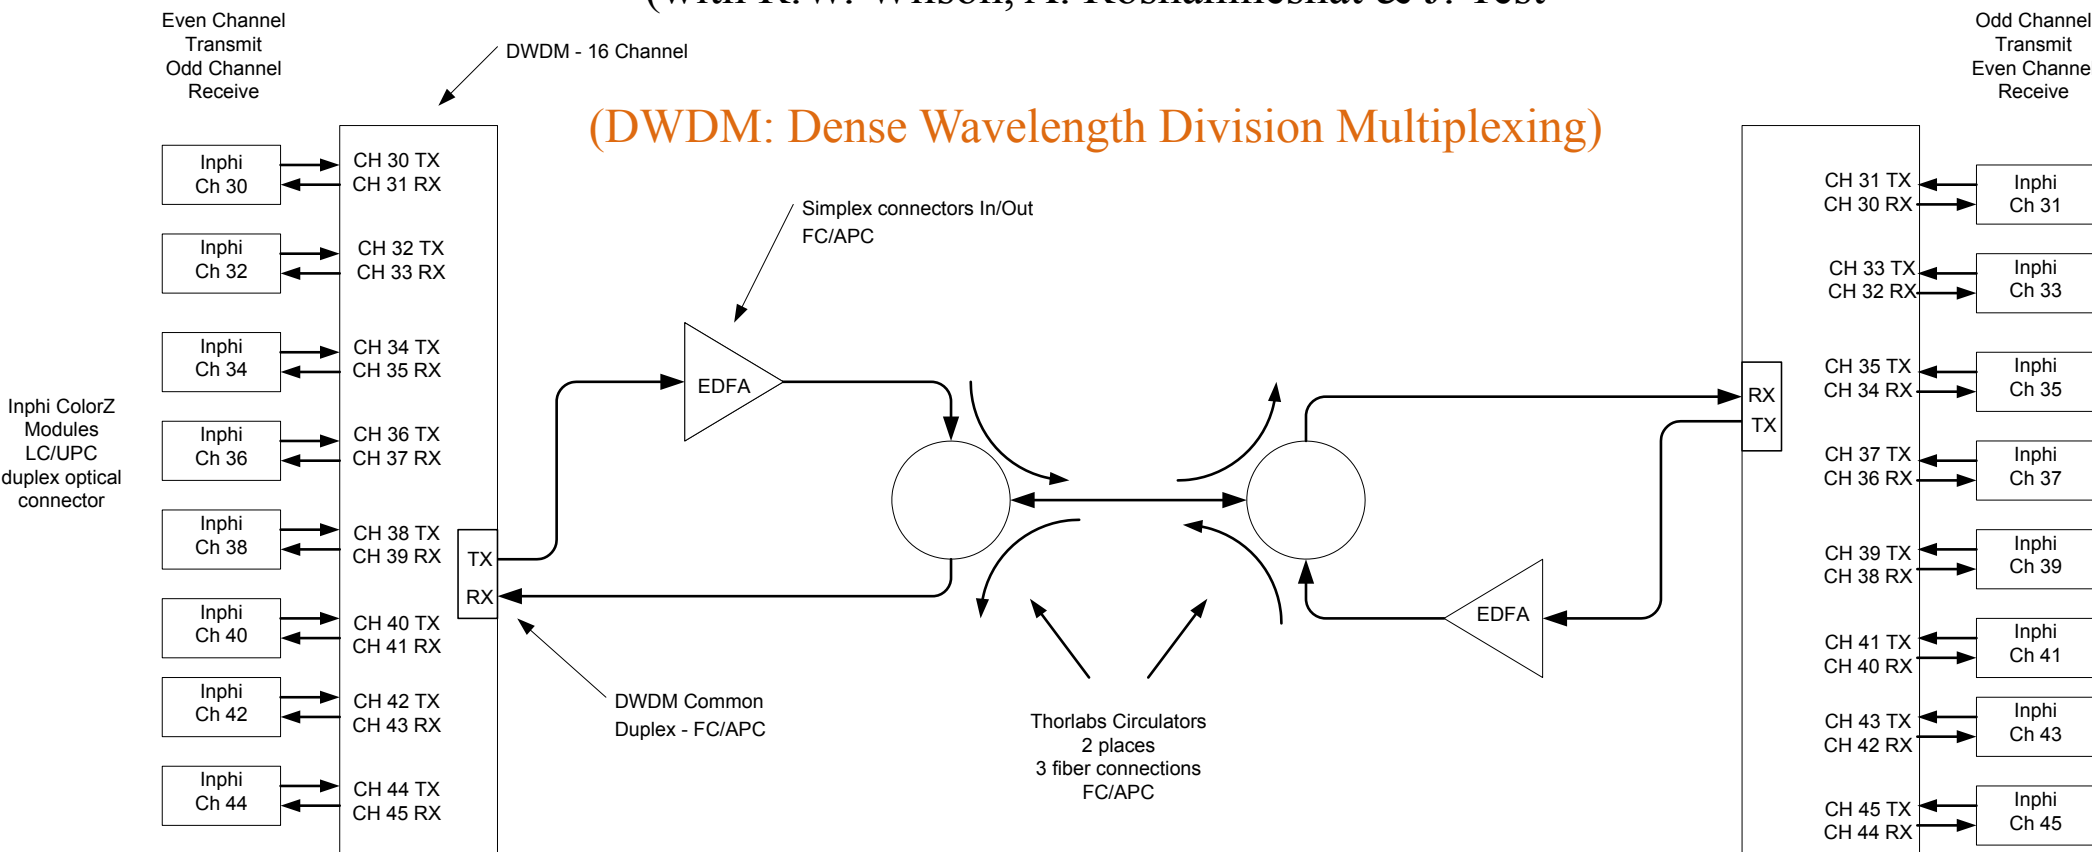 (with R.W. Wilson, A. Roshanineshat & J. Test
Even Channel
Transmit
Odd Channel
Receive
DWDM - 16 Channel
Odd Channel
Transmit
Even Channel
Receive
(DWDM: Dense Wavelength Division Multiplexing)
Inphi
Ch 30
CH 30 TX
CH 31 RX
Inphi
Ch 32
CH 32 TX
CH 33 RX
Inphi
Ch 34
CH 34 TX
CH 35 RX
Inphi
Ch 36
CH 36 TX
CH 37 RX
Inphi
Ch 38
CH 38 TX
CH 39 RX
Inphi
Ch 40
CH 40 TX
CH 41 RX
Inphi
Ch 42
CH 42 TX
CH 43 RX
Inphi
Ch 44
CH 44 TX
CH 45 RX
Inphi ColorZ
Modules
LC/UPC
duplex optical
connector
TX
RX
Simplex connectors In/Out
FC/APC
EDFA
DWDM Common
Duplex - FC/APC
Thorlabs Circulators
2 places
3 fiber connections
FC/APC
EDFA
RX
TX
CH 31 TX
CH 30 RX
Inphi
Ch 31
CH 33 TX
CH 32 RX
Inphi
Ch 33
CH 35 TX
CH 34 RX
Inphi
Ch 35
CH 37 TX
CH 36 RX
Inphi
Ch 37
CH 39 TX
CH 38 RX
Inphi
Ch 39
CH 41 TX
CH 40 RX
Inphi
Ch 41
CH 43 TX
CH 42 RX
Inphi
Ch 43
CH 45 TX
CH 44 RX
Inphi
Ch 45